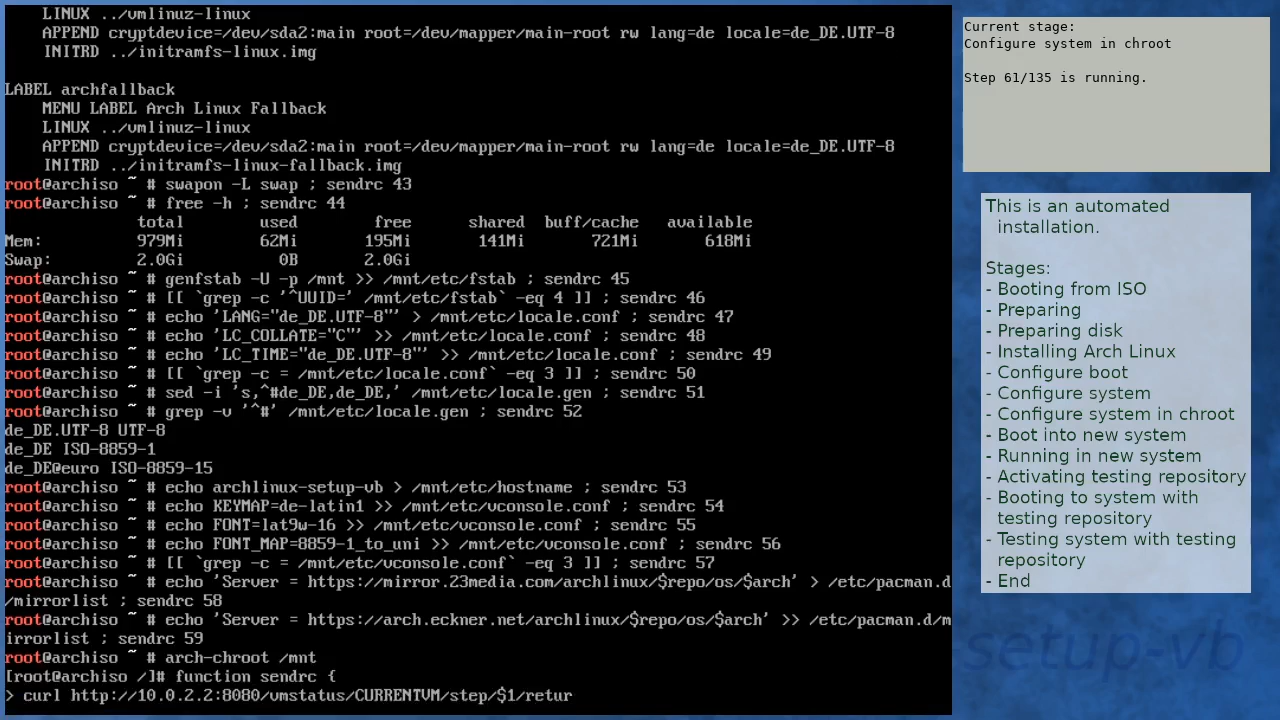 LINUX ../vmlinuz-linux
APPEND cryptdevice=/dev/sda2:main root=/dev/mapper/main-root rw lang=de locale=de_DE.UTF-8
INITRD ../initramfs-linux.img
LABEL archfallback
MENU LABEL Arch Linux Fallback
LINUX ../vmlinuz-linux
APPEND cryptdevice=/dev/sda2:main root=/dev/mapper/main-root rw lang=de locale=de_DE.UTF-8
INITRD ../initramfs-linux-fallback.img
root@archiso ~ # swapon -L swap ; sendrc 43
root@archiso ~ # free -h ; sendrc 44
total used free shared buff/cache available
Mem: 979Mi 62Mi 195Mi 141Mi 721Mi 618Mi
Swap: 2.0Gi 0B 2.0Gi
root@archiso ~ # genfstab -U -p /mnt >> /mnt/etc/fstab ; sendrc 45
root@archiso ~ # [[ `grep -c '^UUID=' /mnt/etc/fstab` -eq 4 ]] ; sendrc 46
root@archiso ~ # echo 'LANG="de_DE.UTF-8"' > /mnt/etc/locale.conf ; sendrc 47
root@archiso ~ # echo 'LC_COLLATE="C"' >> /mnt/etc/locale.conf ; sendrc 48
root@archiso ~ # echo 'LC_TIME="de_DE.UTF-8"' >> /mnt/etc/locale.conf ; sendrc 49
root@archiso ~ # [[ `grep -c = /mnt/etc/locale.conf` -eq 3 ]] ; sendrc 50
root@archiso ~ # sed -i 's,^#de_DE,de_DE,' /mnt/etc/locale.gen ; sendrc 51
root@archiso ~ # grep -v '^#' /mnt/etc/locale.gen ; sendrc 52
de_DE.UTF-8 UTF-8
de_DE ISO-8859-1
de_DE@euro ISO-8859-15
root@archiso ~ # echo archlinux-setup-vb > /mnt/etc/hostname ; sendrc 53
root@archiso ~ # echo KEYMAP=de-latin1 >> /mnt/etc/vconsole.conf ; sendrc 54
root@archiso ~ # echo FONT=lat9w-16 >> /mnt/etc/vconsole.conf ; sendrc 55
root@archiso ~ # echo FONT_MAP=8859-1_to_uni >> /mnt/etc/vconsole.conf ; sendrc 56
root@archiso ~ # [[ `grep -c = /mnt/etc/vconsole.conf` -eq 3 ]] ; sendrc 57
root@archiso ~ # echo 'Server = https://mirror.23media.com/archlinux/$repo/os/$arch' > /etc/pacman.d
/mirrorlist ; sendrc 58
root@archiso ~ # echo 'Server = https://arch.eckner.net/archlinux/$repo/os/$arch' >> /etc/pacman.d/m
irrorlist ; sendrc 59
root@archiso ~ # arch-chroot /mnt
[root@archiso /]# function sendrc {
> curl http://10.0.2.2:8080/vmstatus/CURRENTVM/step/$1/retur
Current stage:
Configure system in chroot
Step 61/135 is running.
This is an automated
installation.
Stages:
- Booting from ISO
- Preparing
- Preparing disk
- Installing Arch Linux
- Configure boot
- Configure system
- Configure system in chroot
- Boot into new system
- Running in new system
- Activating testing repository
- Booting to system with
testing repository
- Testing system with testing
repository
- End
setup-vb